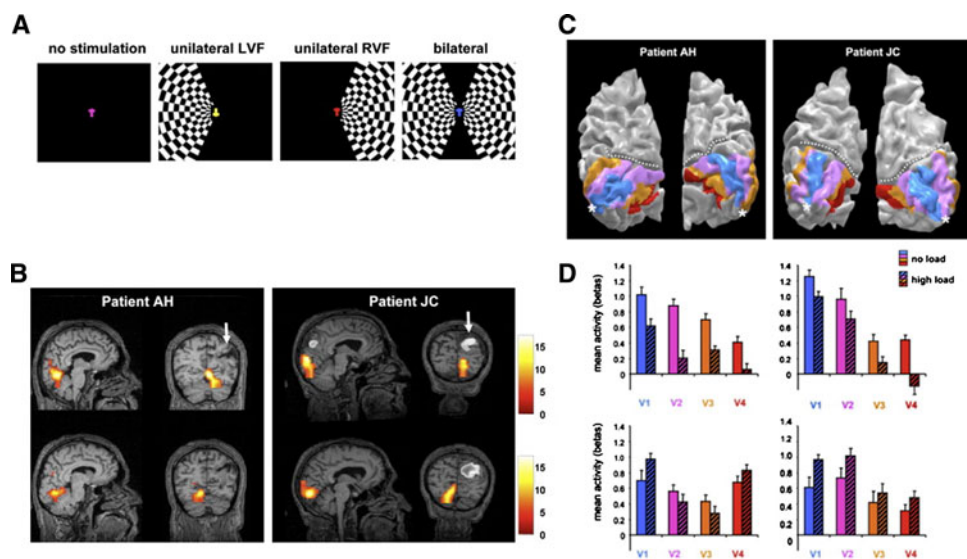 A
no stimulation unilateral LVF unilateral RVF bilateral
B
Patient AH Patient JC
15
10
5
0
15
10
5
0
C
Patient AH Patient JC
D
no load
high load
mean activity (betas)
1.4
1.2
1.0
0.8
0.6
0.4
0.2
0
V1 V2 V3 V4
1.4
1.2
1.0
0.8
0.6
0.4
0.2
0
V1 V2 V3 V4
mean activity (betas)
1.4
1.2
1.0
0.8
0.6
0.4
0.2
0
V1 V2 V3 V4
1.4
1.2
1.0
0.8
0.6
0.4
0.2
0
V1 V2 V3 V4